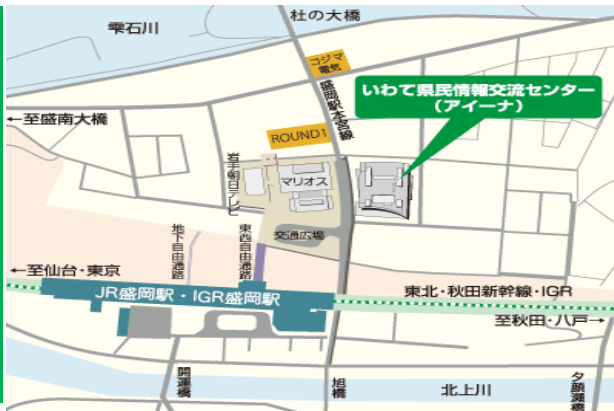 雫石川
杜の大橋
コジマ
電気
盛岡駅本宮線
いわて県民情報交流センター
(アイーナ)
←至盛南大橋
ROUND1
岩手朝日テレビ
マリオス
地下自由通路
東西自由通路
交通広場
←至仙台・東京
JR盛岡駅・IGR盛岡駅
東北・秋田新幹線・IGR
至秋田・八戸→
開運橋
旭橋
北上川
夕顔瀬橋